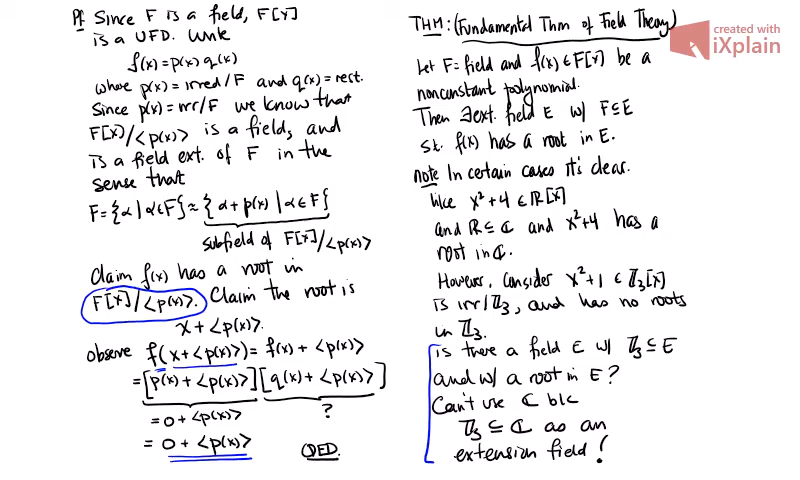 Pf: Since F is a field, F[x]
is a UFD. Write
f(x) = p(x) q(x)
where p(x) = irred/F and q(x) = rest.
Since p(x) = irr/F we know that
F[x]/<p(x)> is a field, and
is a field ext. of F in the
sense that
F = {α | α∈F} ≈ {α + p(x) | α∈F}
subfield of F[x]/<p(x)>
Claim f(x) has a root in
F[x]/<p(x)>. Claim the root is
x + <p(x)>.
observe f(x + <p(x)>) = f(x) + <p(x)>
= [p(x) + <p(x)>][q(x) + <p(x)>]
= 0 + <p(x)> ?
= 0 + <p(x)> QED.
THM: (Fundamental Thm of Field Theory)
Let F = field and f(x) ∈ F[x] be a
nonconstant polynomial.
Then ∃ ext. field E w/ F ⊆ E
st. f(x) has a root in E.
note In certain cases it's clear.
like x²+4 ∈ ℝ[x]
and ℝ ⊆ ℂ and x²+4 has a
root in ℂ.
However, consider x²+1 ∈ ℤ₃[x]
is irr/ℤ₃, and has no roots
in ℤ₃.
is there a field E w/ ℤ₃ ⊆ E
and w/ a root in E?
Can't use ℂ b/c
ℤ₃ ⊆ ℂ as an
extension field!
created with
iXplain